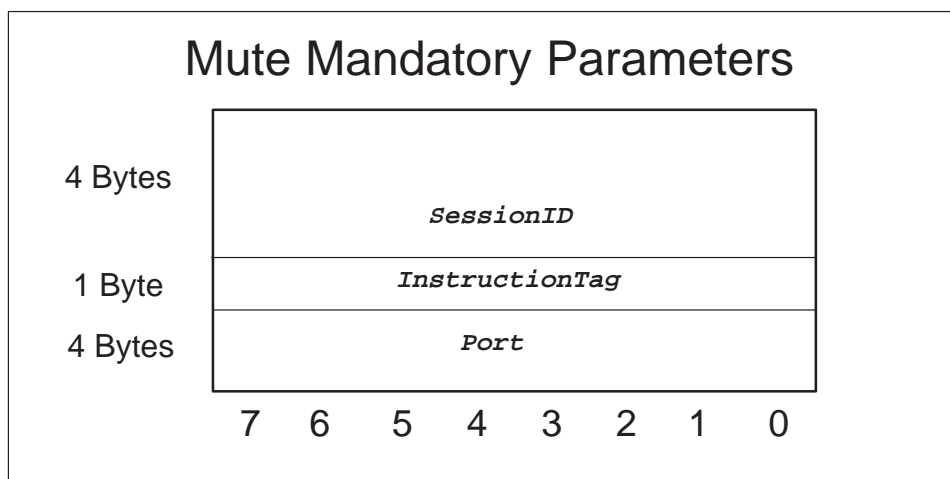 Mute Mandatory Parameters
4 Bytes
SessionID
1 Byte
InstructionTag
4 Bytes
Port
7 6 5 4 3 2 1 0